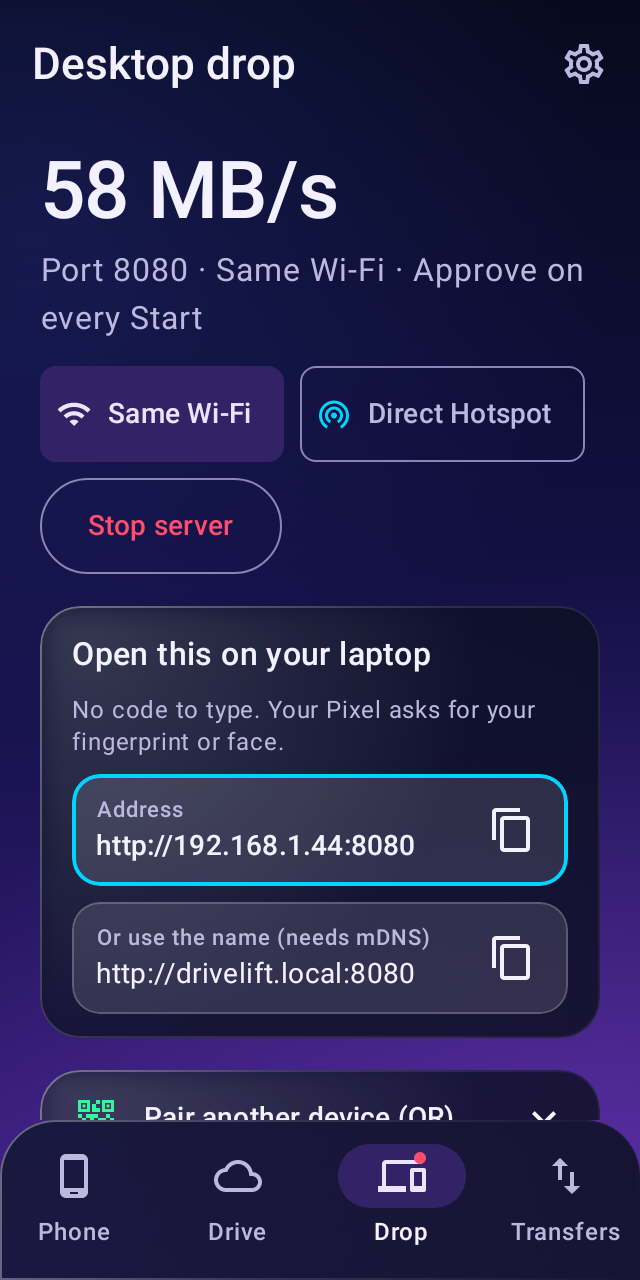 Desktop drop
58 MB/s
Port 8080 · Same Wi-Fi · Approve on
every Start
Same Wi-Fi
Direct Hotspot
Stop server
Open this on your laptop
No code to type. Your Pixel asks for your
fingerprint or face.
Address
http://192.168.1.44:8080
Or use the name (needs mDNS)
http://drivelift.local:8080
Pair another device (QR)
Phone
Drive
Drop
Transfers